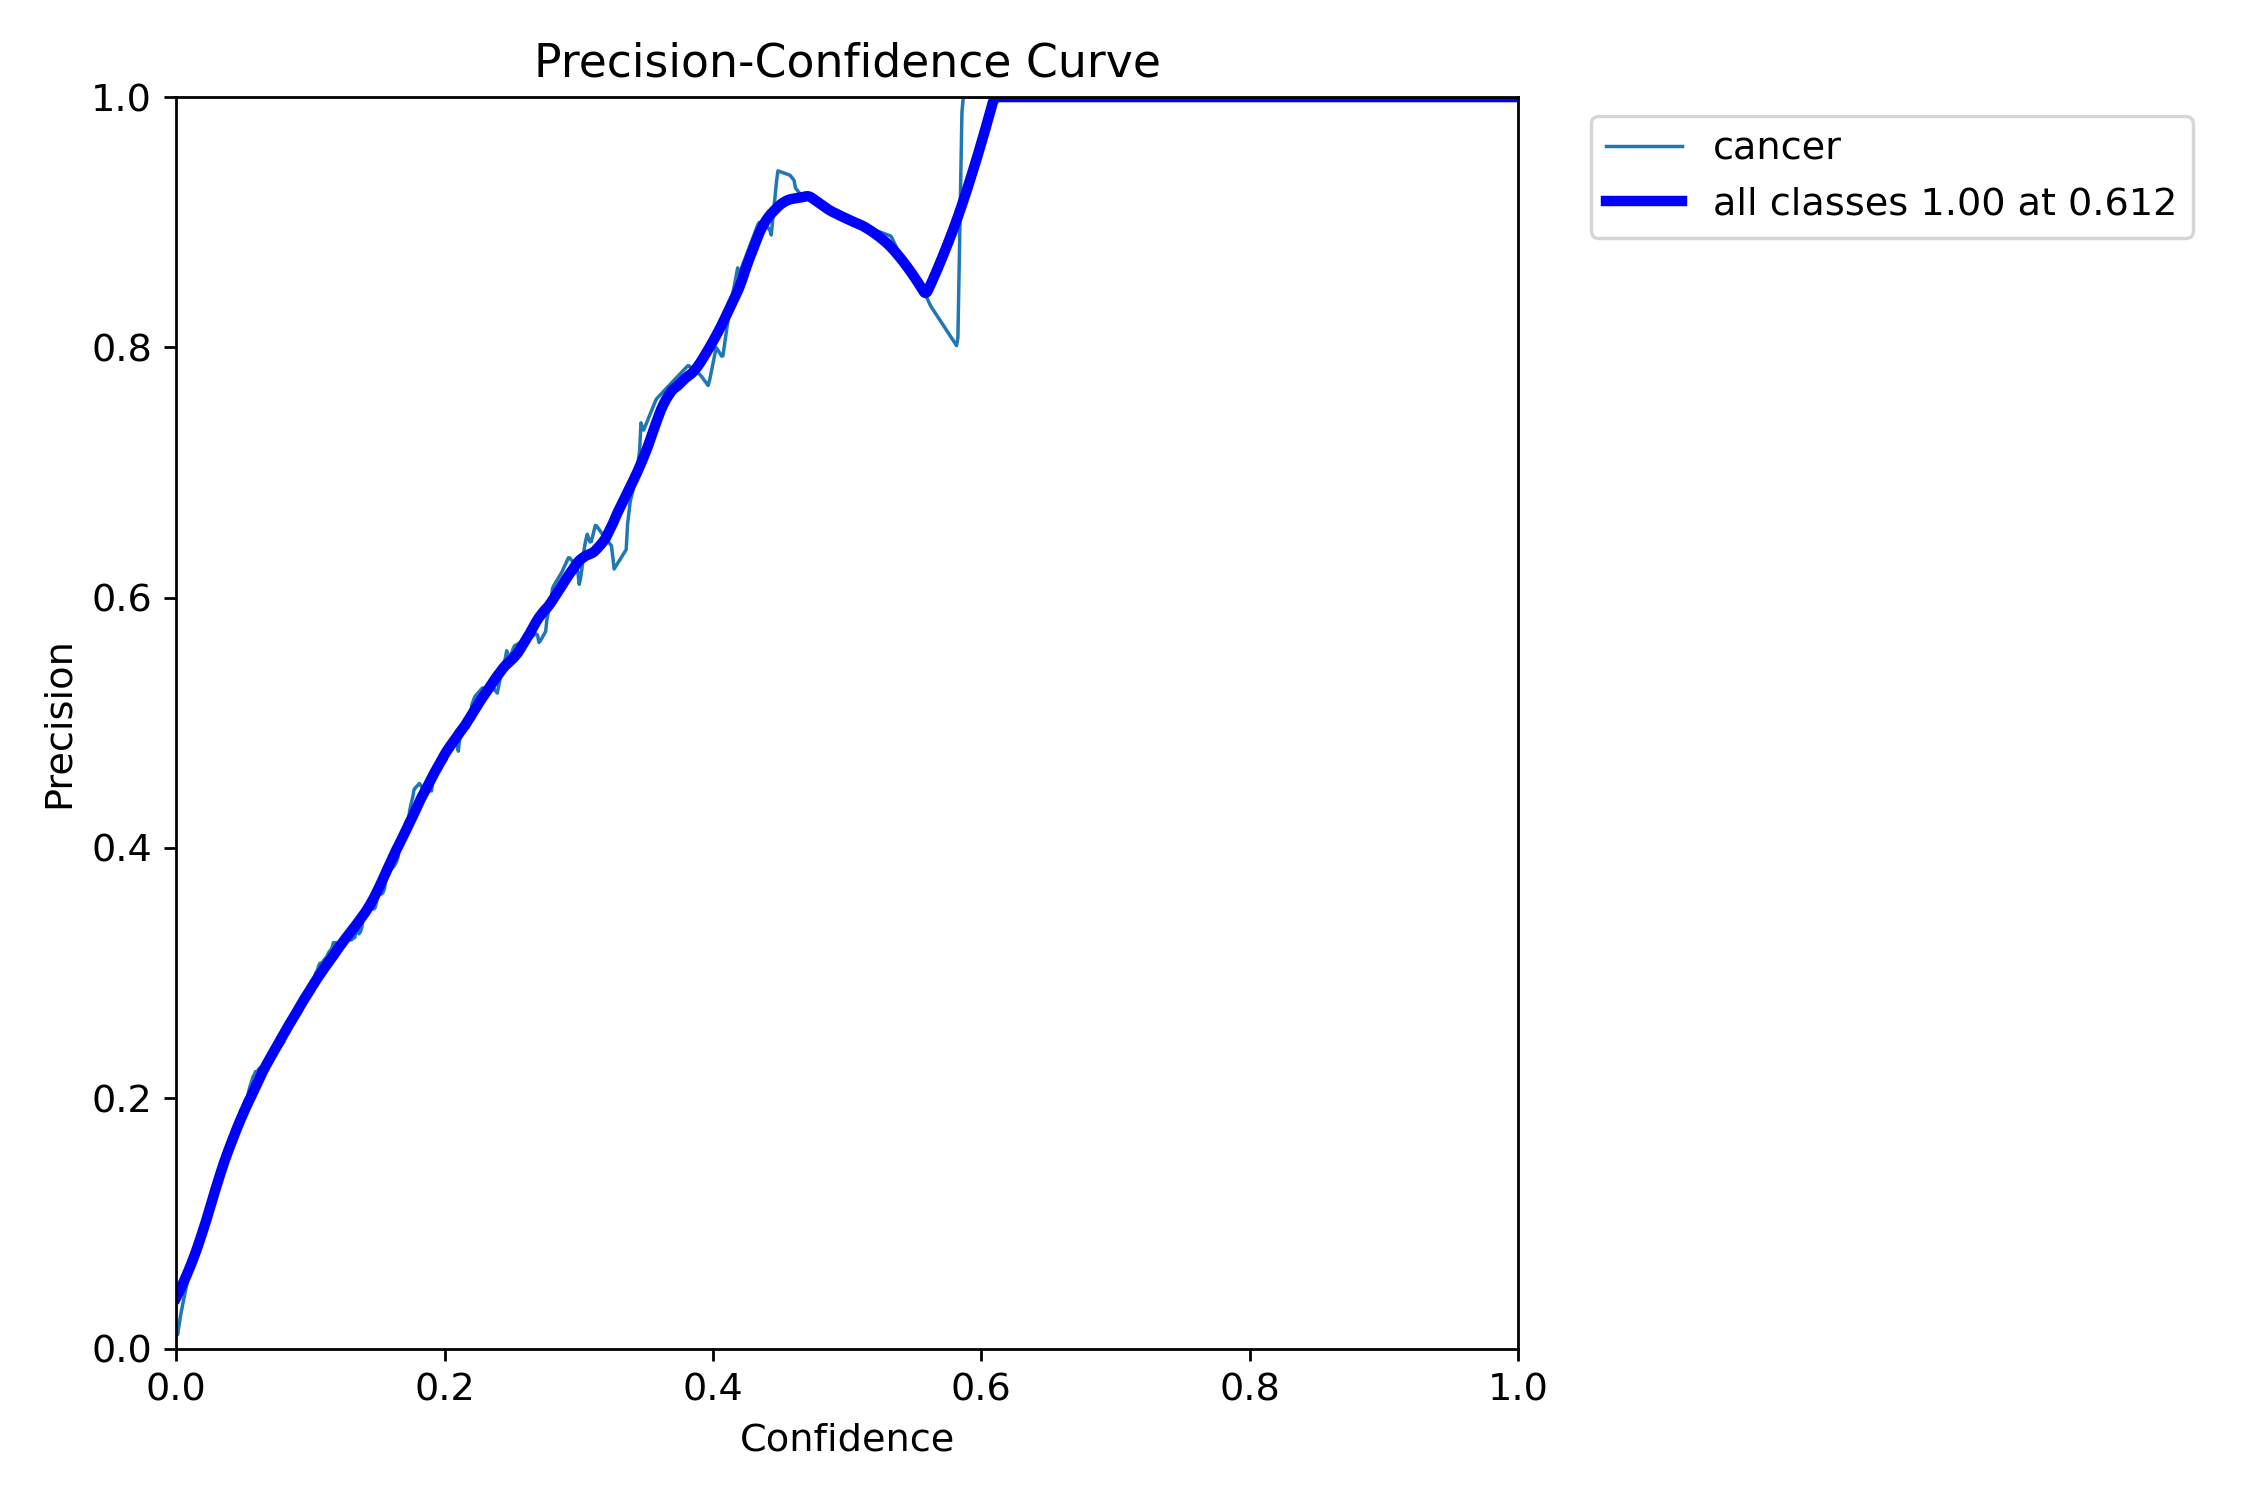 Precision-Confidence Curve
1.0
0.8
0.6
0.4
0.2
0.0
Precision
0.0 0.2 0.4 0.6 0.8 1.0
Confidence
cancer
all classes 1.00 at 0.612